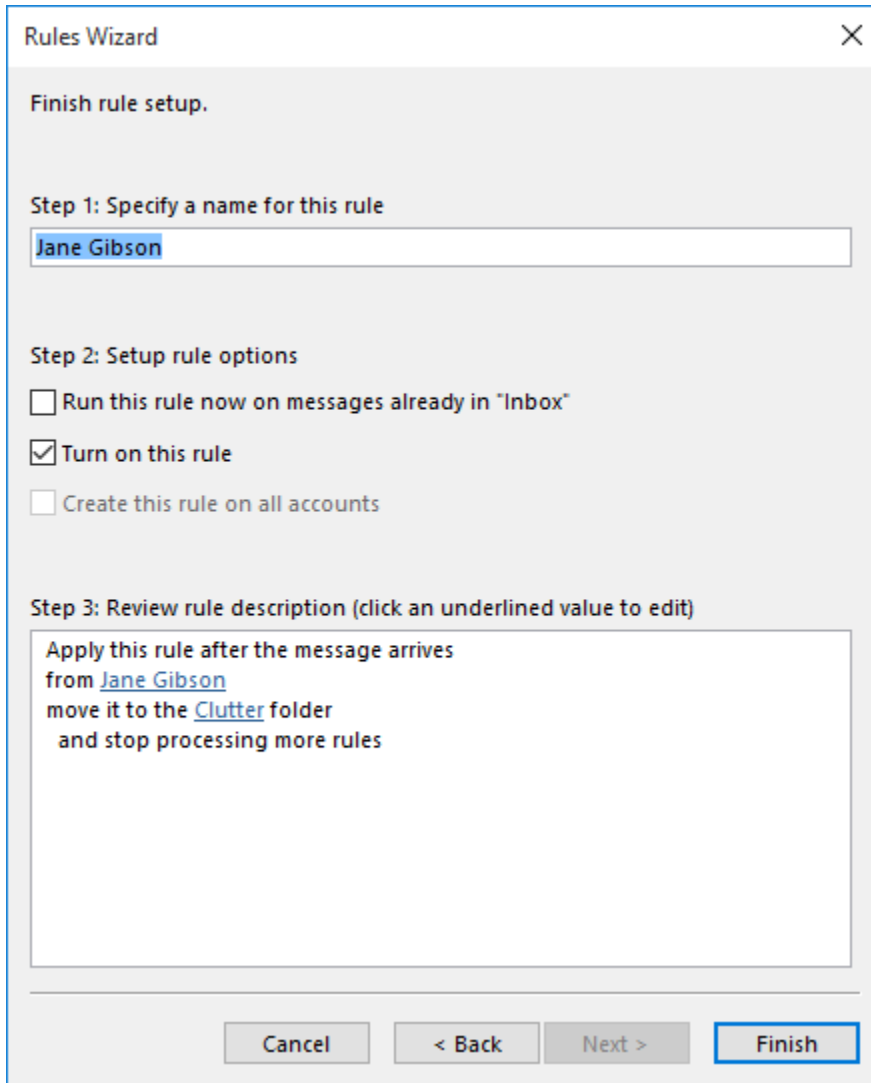 Rules Wizard
Finish rule setup.
Step 1: Specify a name for this rule
Jane Gibson
Step 2: Setup rule options
Run this rule now on messages already in "Inbox"
Turn on this rule
Create this rule on all accounts
Step 3: Review rule description (click an underlined value to edit)
Apply this rule after the message arrives
from Jane Gibson
move it to the Clutter folder
and stop processing more rules
Cancel < Back Next > Finish